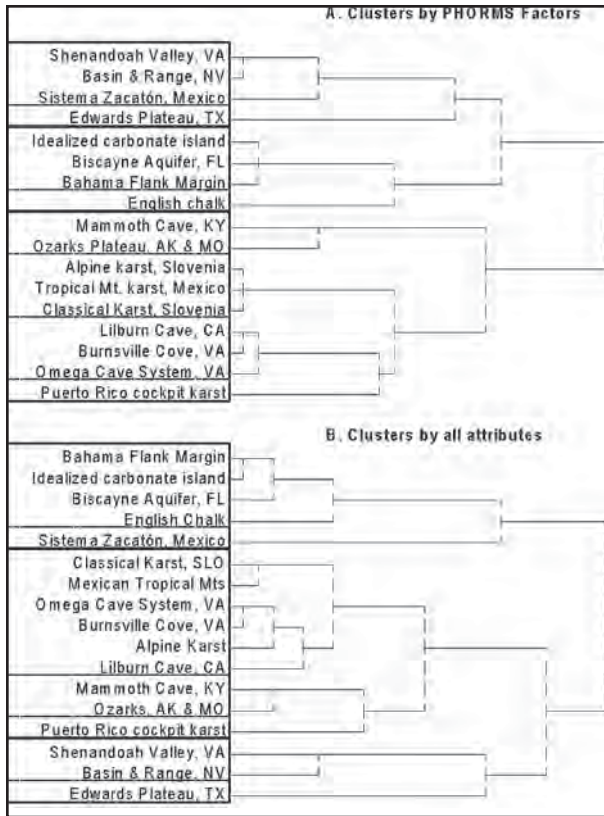 A. Clusters by PHORMS Factors
Shenandoah Valley, VA
Basin & Range, NV
Sistema Zacatón, Mexico
Edwards Plateau, TX
Idealized carbonate island
Biscayne Aquifer, FL
Bahama Flank Margin
English chalk
Mammoth Cave, KY
Ozarks Plateau, AK & MO
Alpine karst, Slovenia
Tropical Mt. karst, Mexico
Classical Karst, Slovenia
Lilburn Cave, CA
Burnsville Cove, VA
Omega Cave System, VA
Puerto Rico cockpit karst
B. Clusters by all attributes
Bahama Flank Margin
Idealized carbonate island
Biscayne Aquifer, FL
English Chalk
Sistema Zacatón, Mexico
Classical Karst, SLO
Mexican Tropical Mts
Omega Cave System, VA
Burnsville Cove, VA
Alpine Karst
Lilburn Cave, CA
Mammoth Cave, KY
Ozarks, AK & MO
Puerto Rico cockpit karst
Shenandoah Valley, VA
Basin & Range, NV
Edwards Plateau, TX